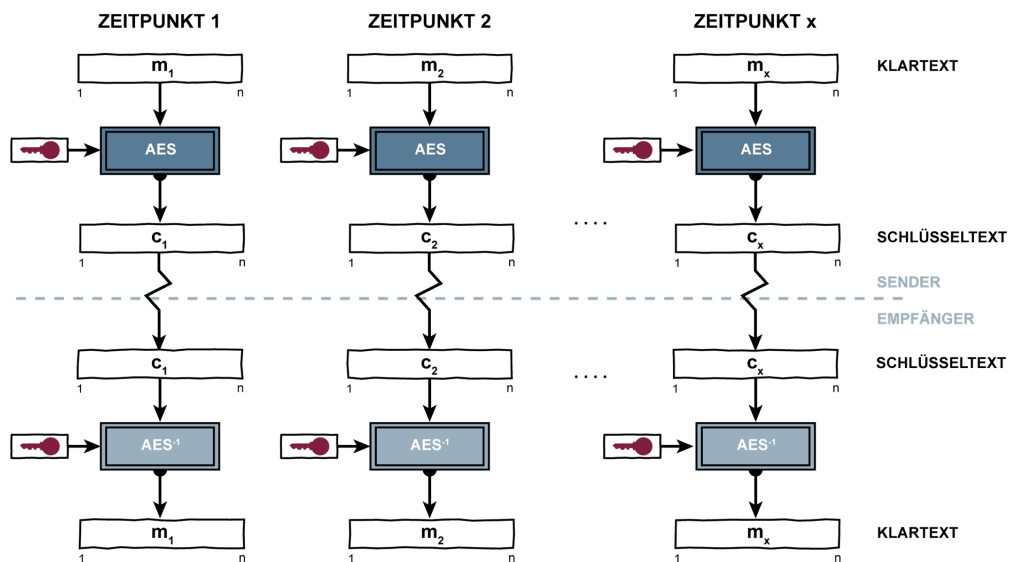 ZEITPUNKT 1 ZEITPUNKT 2 ZEITPUNKT x
m₁ m₂ mₓ KLARTEXT
1 n 1 n 1 n
AES AES AES
....
c₁ c₂ cₓ SCHLÜSSELTEXT
1 n 1 n 1 n
SENDER
EMPFÄNGER
c₁ c₂ cₓ SCHLÜSSELTEXT
....
1 n 1 n 1 n
AES⁻¹ AES⁻¹ AES⁻¹
m₁ m₂ mₓ KLARTEXT
1 n 1 n 1 n